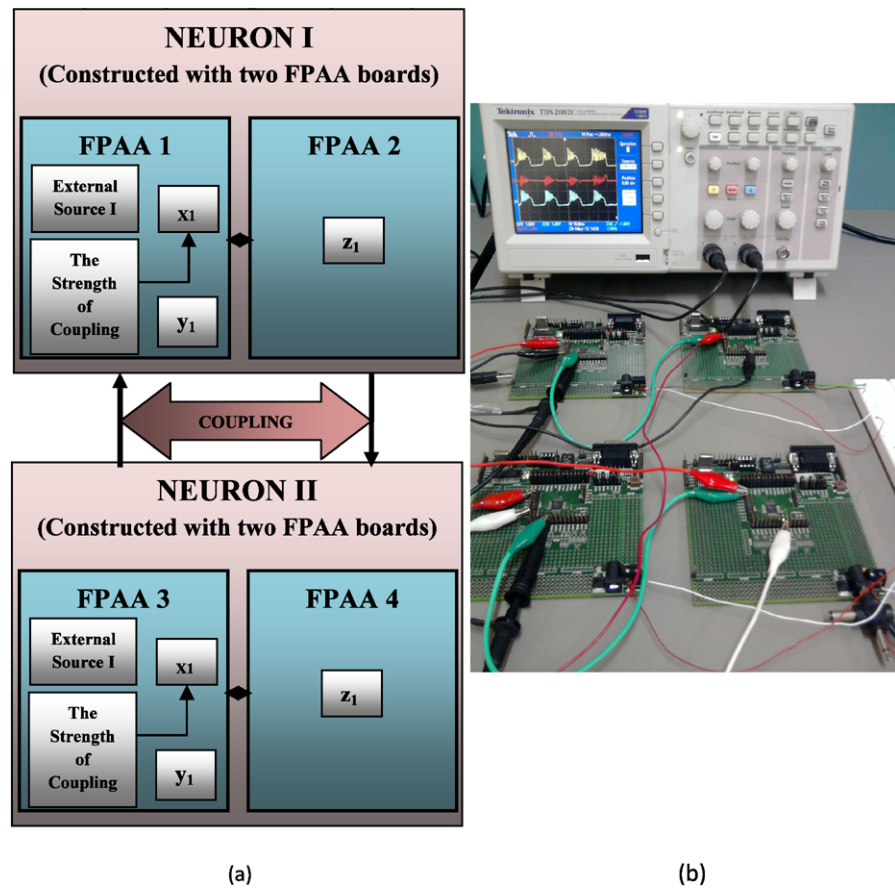 NEURON I
(Constructed with two FPAA boards)
FPAA 1
FPAA 2
External
Source I
x1
The
Strength
of
Coupling
y1
z1
COUPLING
NEURON II
(Constructed with two FPAA boards)
FPAA 3
FPAA 4
External
Source I
x1
The
Strength
of
Coupling
y1
z1
(a)
Tektronix
(b)